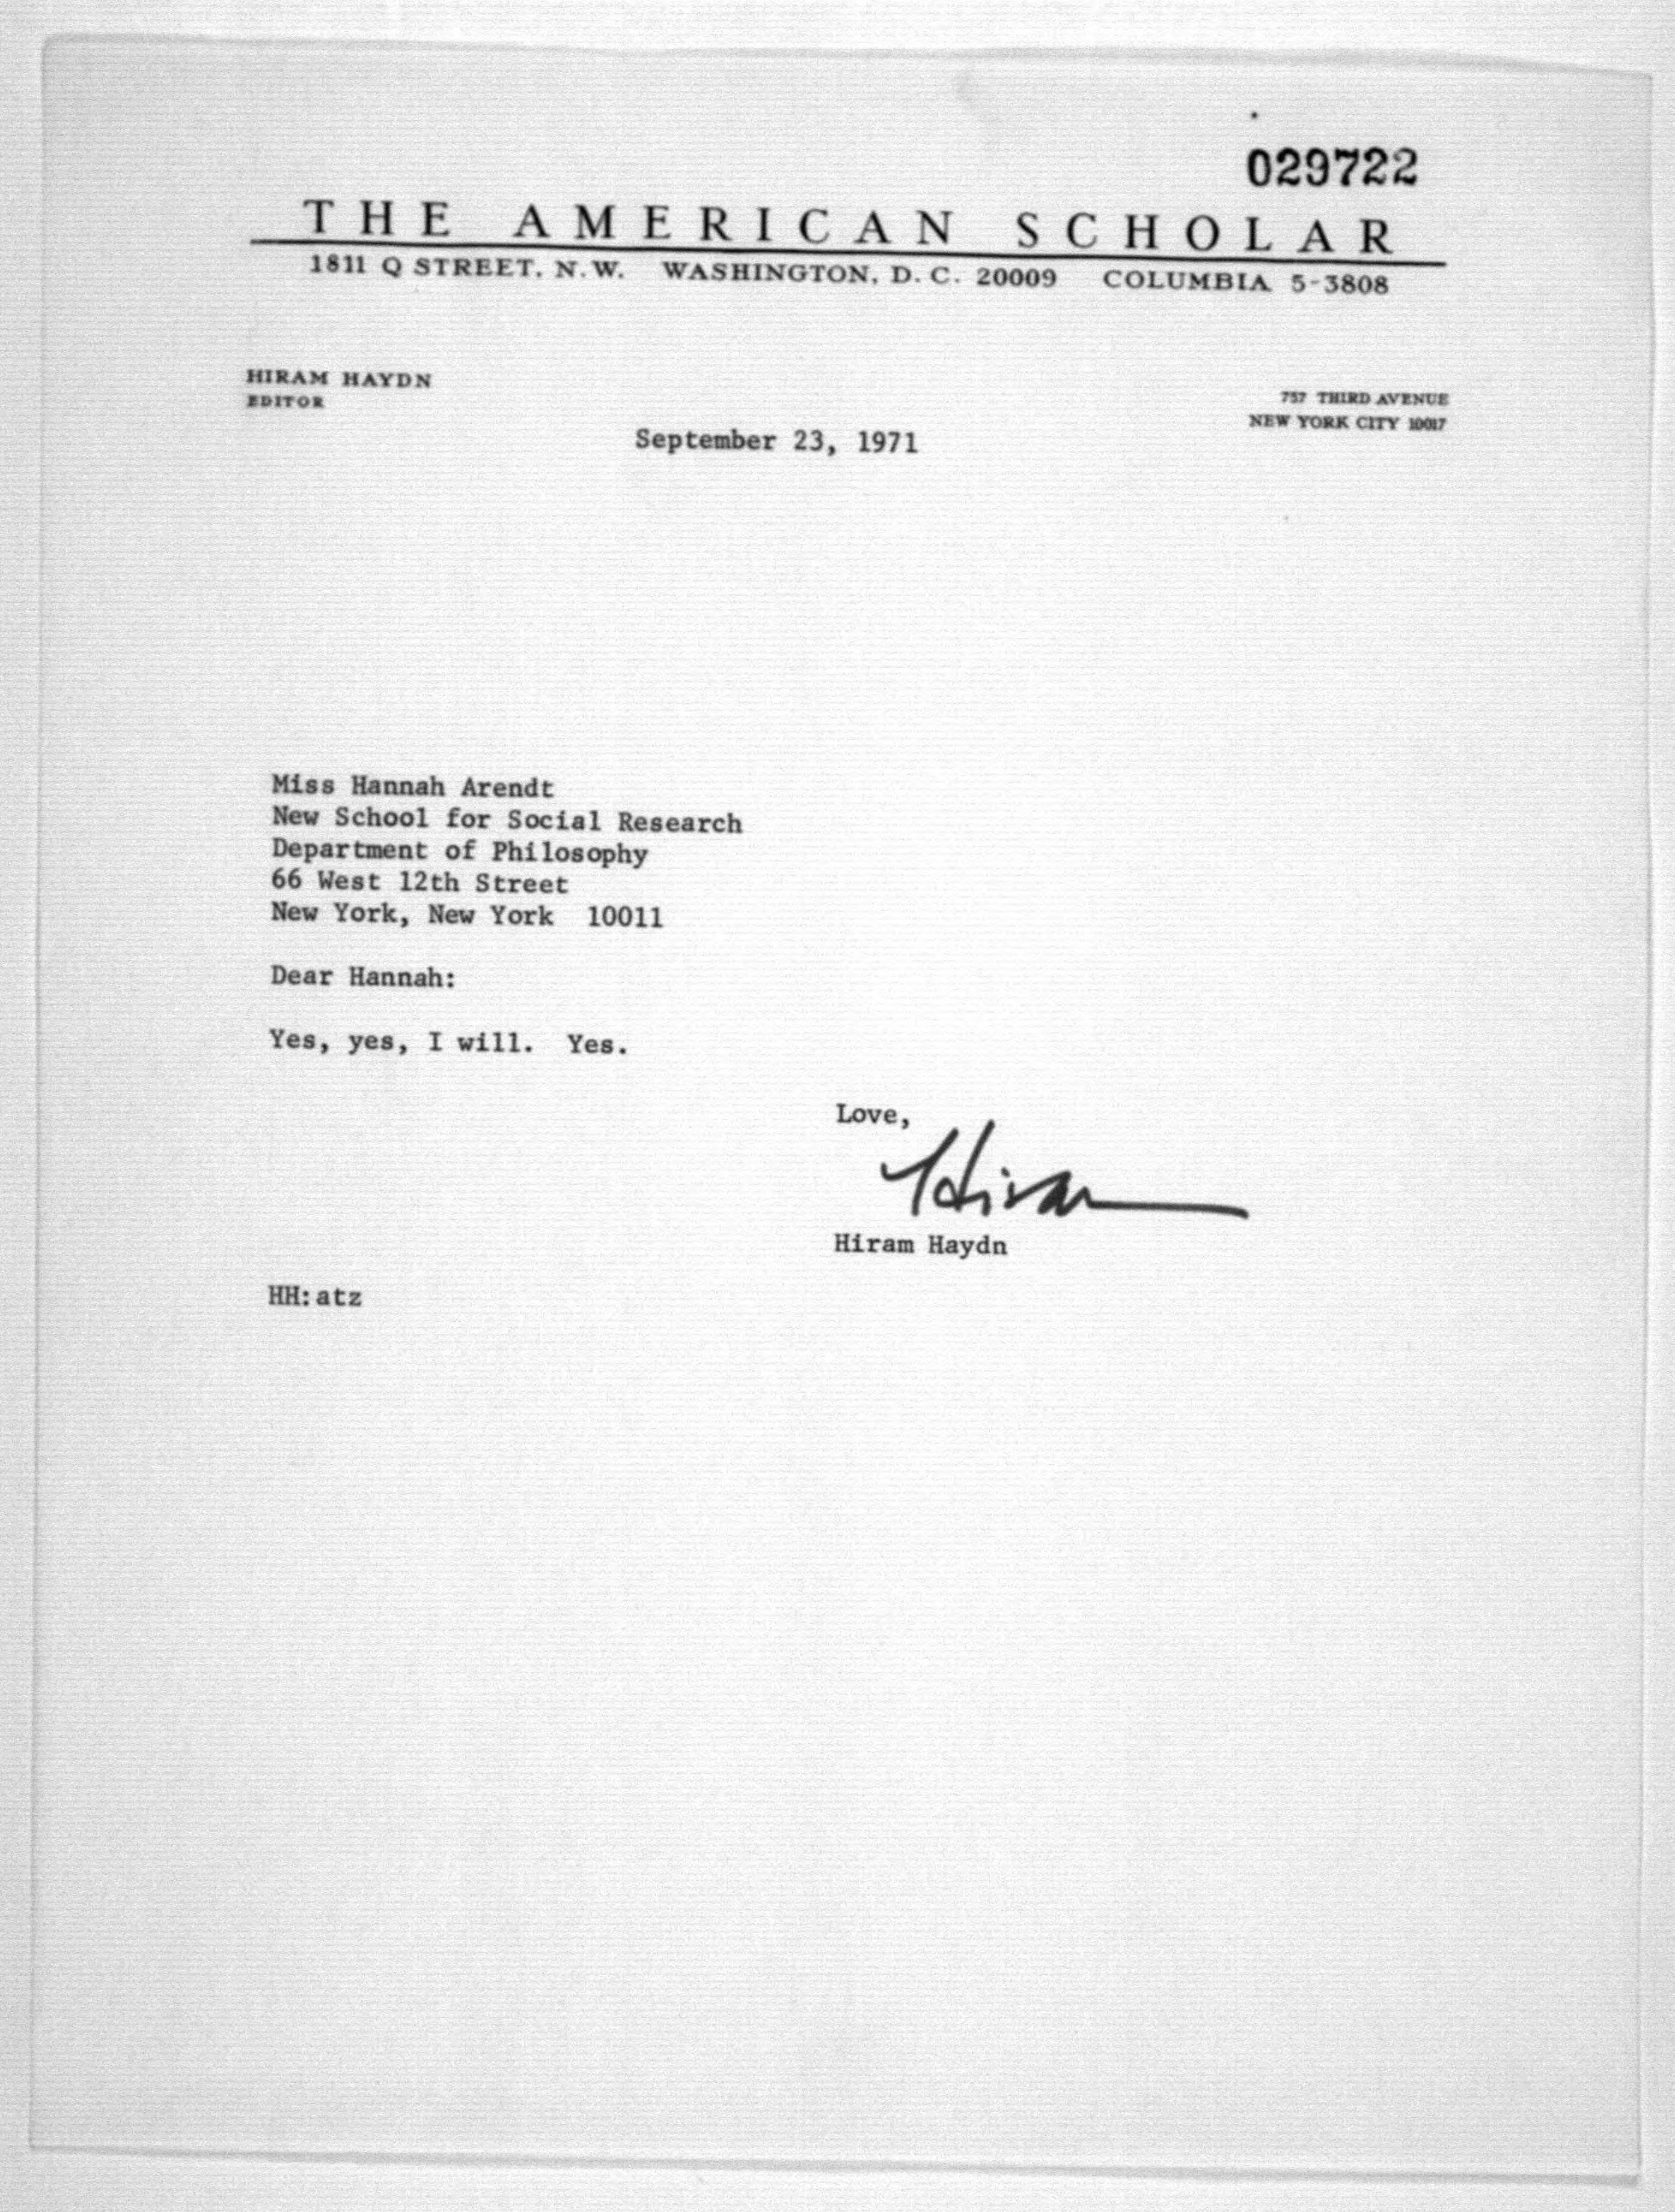 029722
THE AMERICAN SCHOLAR
1811 Q STREET, N.W. WASHINGTON, D.C. 20009 COLUMBIA 5-3808
HIRAM HAYDN
EDITOR
757 THIRD AVENUE
NEW YORK CITY 10017
September 23, 1971
Miss Hannah Arendt
New School for Social Research
Department of Philosophy
66 West 12th Street
New York, New York 10011
Dear Hannah:
Yes, yes, I will. Yes.
Love,
Hiram
Hiram Haydn
HH:atz